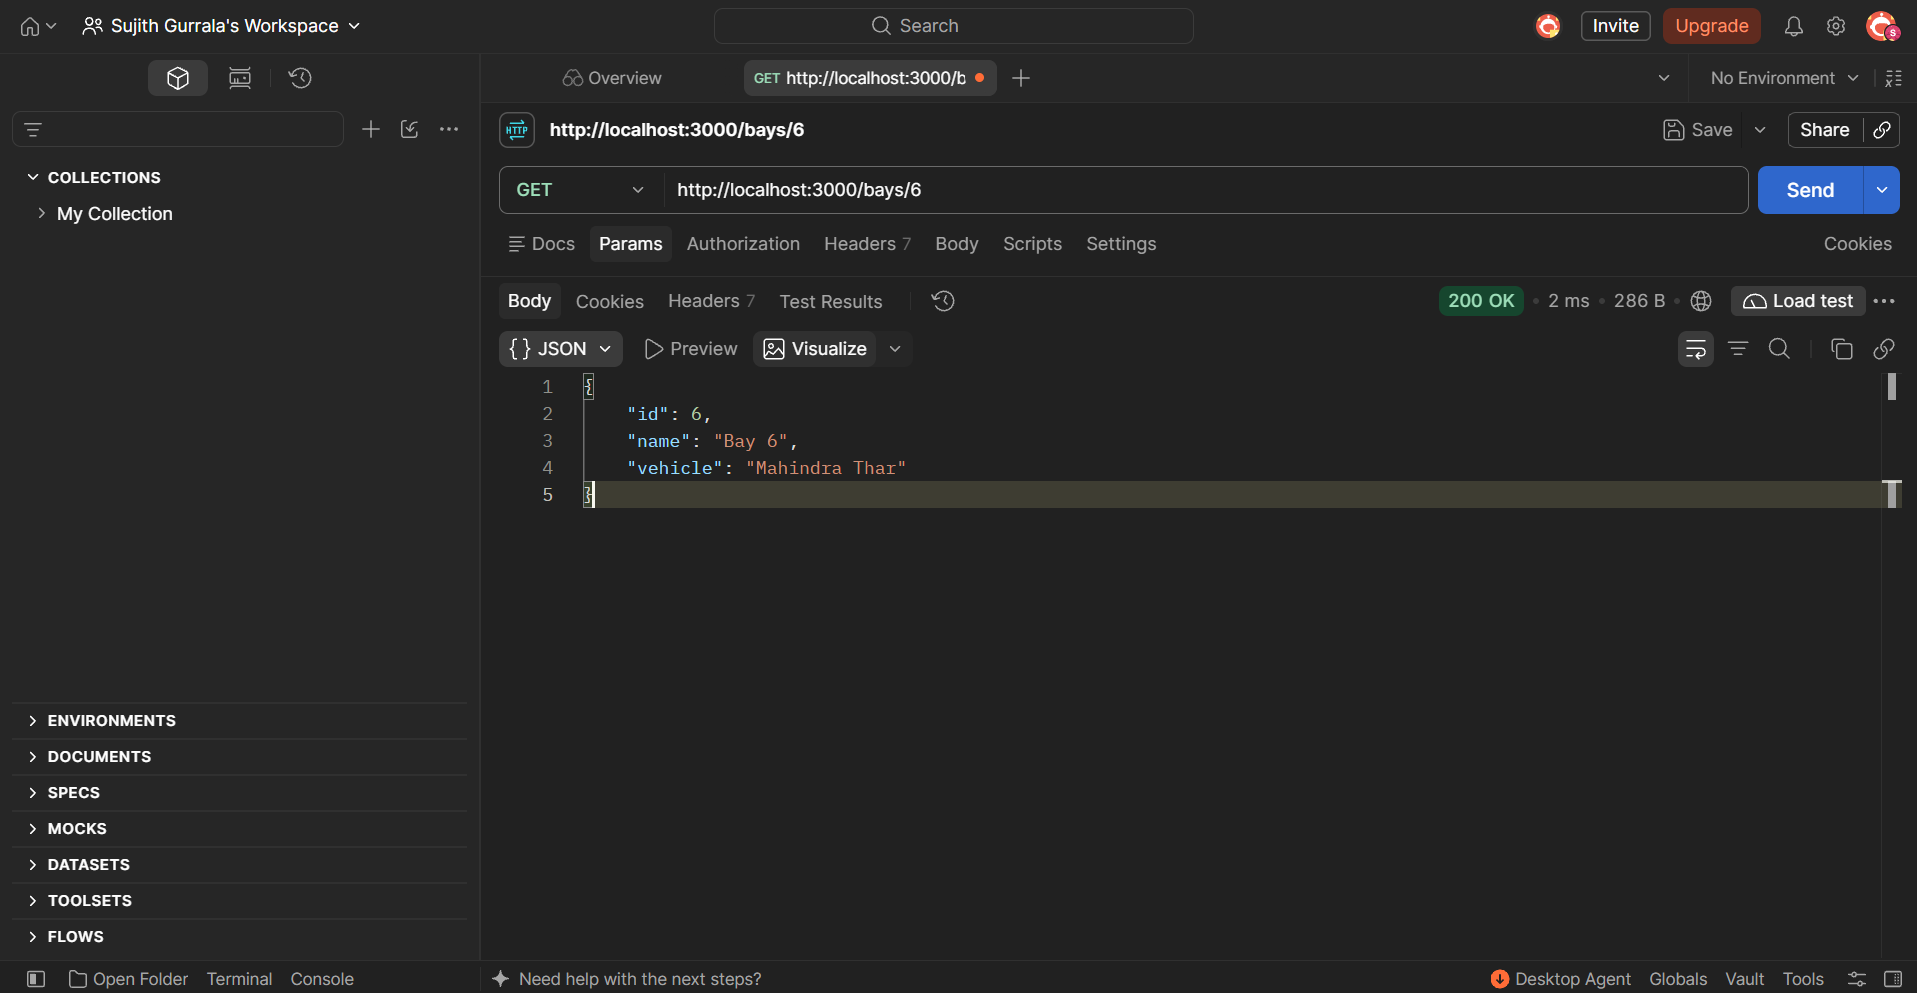 Sujith Gurrala's Workspace
Search
Invite
Upgrade
S
Overview
GET http://localhost:3000/b
No Environment
COLLECTIONS
My Collection
ENVIRONMENTS
DOCUMENTS
SPECS
MOCKS
DATASETS
TOOLSETS
FLOWS
HTTP http://localhost:3000/bays/6
Save
Share
GET http://localhost:3000/bays/6
Send
Docs Params Authorization Headers 7 Body Scripts Settings
Cookies
Body Cookies Headers 7 Test Results
200 OK • 2 ms • 286 B •
Load test
{} JSON Preview Visualize
1 {
2 "id": 6,
3 "name": "Bay 6",
4 "vehicle": "Mahindra Thar"
5 }
Open Folder Terminal Console
Need help with the next steps?
Desktop Agent Globals Vault Tools